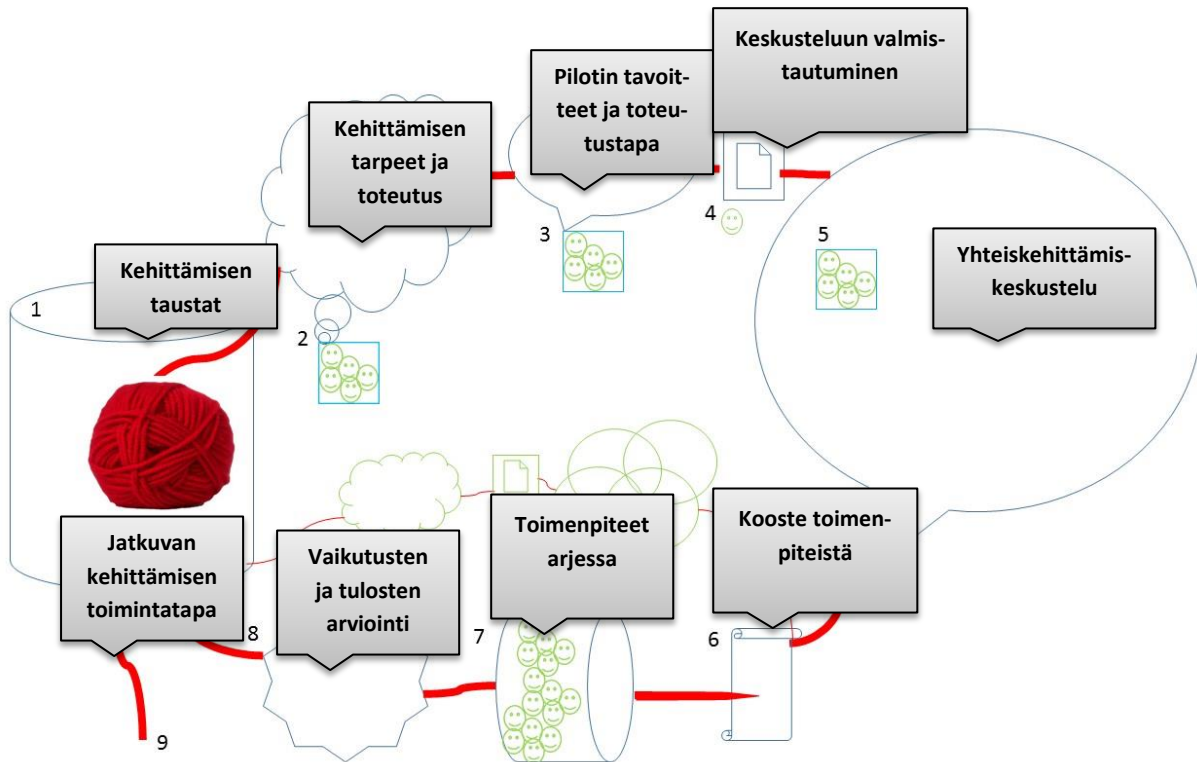 1
Kehittämisen
taustat
2
Kehittämisen
tarpeet ja
toteutus
3
Pilotin tavoit-
teet ja toteu-
tustapa
4
Keskusteluun valmis-
tautuminen
5
Yhteiskehittämis-
keskustelu
6
Kooste toimen-
piteistä
7
Toimenpiteet
arjessa
8
Vaikutusten
ja tulosten
arviointi
9
Jatkuvan
kehittämisen
toimintatapa